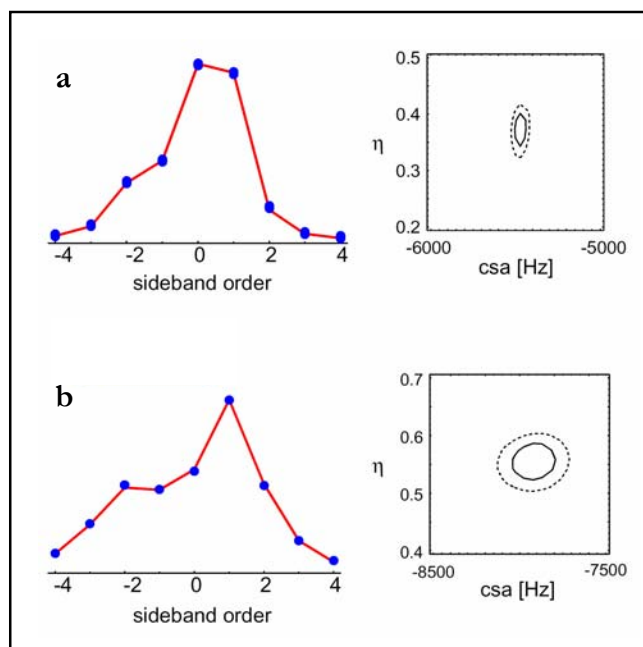 a
-4 -2 0 2 4
sideband order
0.5
0.4
η
0.3
0.2
-6000 -5000
csa [Hz]
b
-4 -2 0 2 4
sideband order
0.7
0.6
η
0.5
0.4
-8500 -7500
csa [Hz]